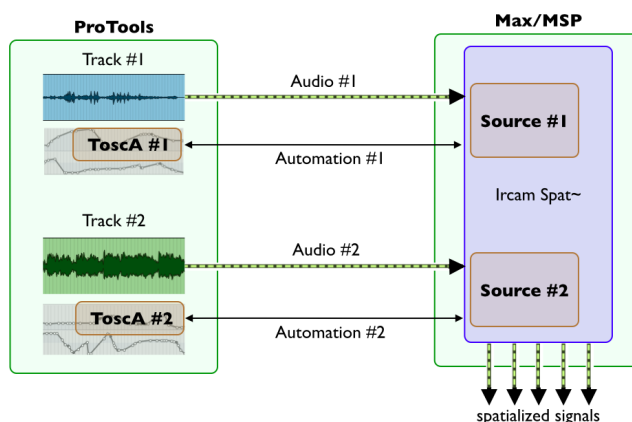 ProTools
Max/MSP
Track #1
Audio #1
ToscA #1
Source #1
Automation #1
Ircam Spat~
Track #2
Audio #2
ToscA #2
Source #2
Automation #2
spatialized signals